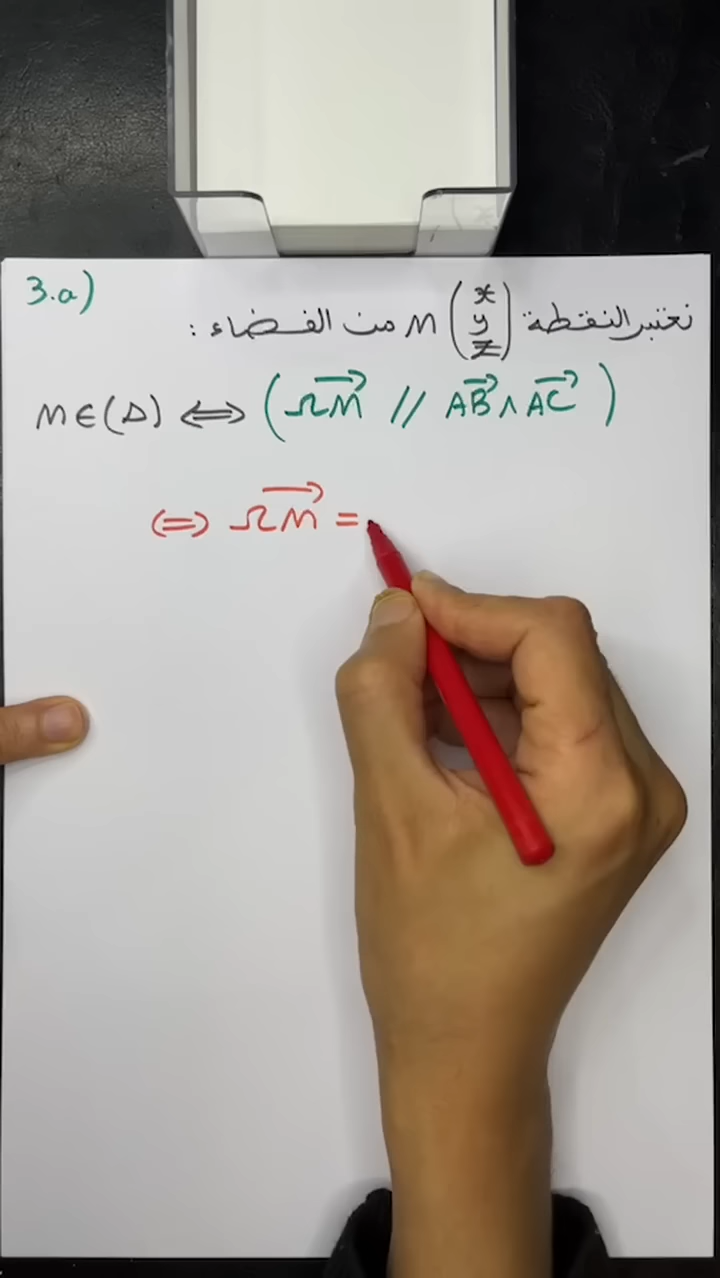 3.a)
نعتبر النقطة M (x y z) من الفضاء :
M∈(Δ) ⟺ (ΩM⃗ // AB⃗ ∧ AC⃗)
⟺ ΩM⃗ =